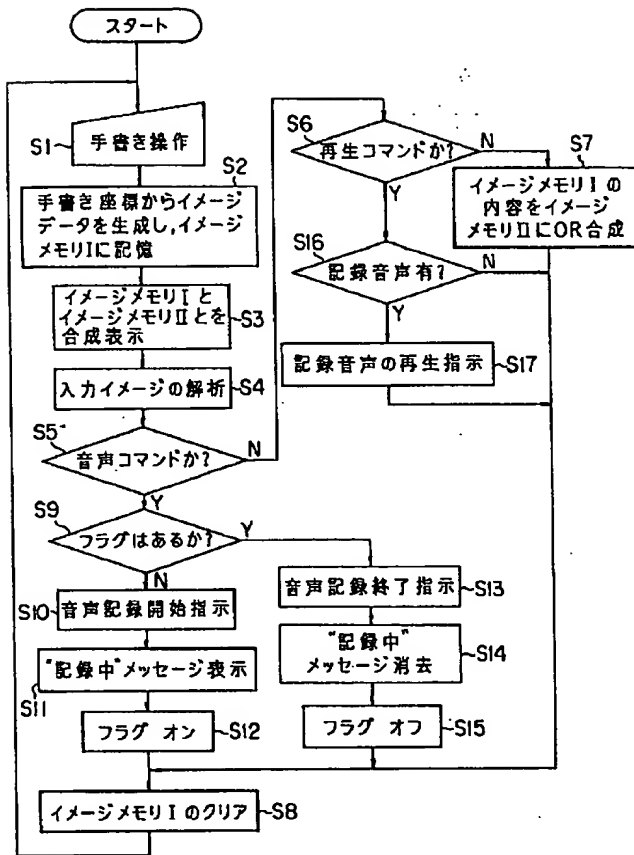 スタート
S1
手書き操作
S2
手書き座標からイメージ
データを生成し,イメージ
メモリIに記憶
イメージメモリIと
イメージメモリIIとを
合成表示
S3
入力イメージの解析
S4
S5
音声コマンドか?
N
Y
S9
フラグはあるか?
Y
N
S10
音声記録開始指示
"記録中"メッセージ表示
S11
フラグ オン
S12
音声記録終了指示
S13
"記録中"
メッセージ消去
S14
フラグ オフ
S15
S6
再生コマンドか?
N
Y
S7
イメージメモリIの
内容をイメージ
メモリIIにOR合成
S16
記録音声有?
N
Y
記録音声の再生指示
S17
イメージメモリIのクリア
S8